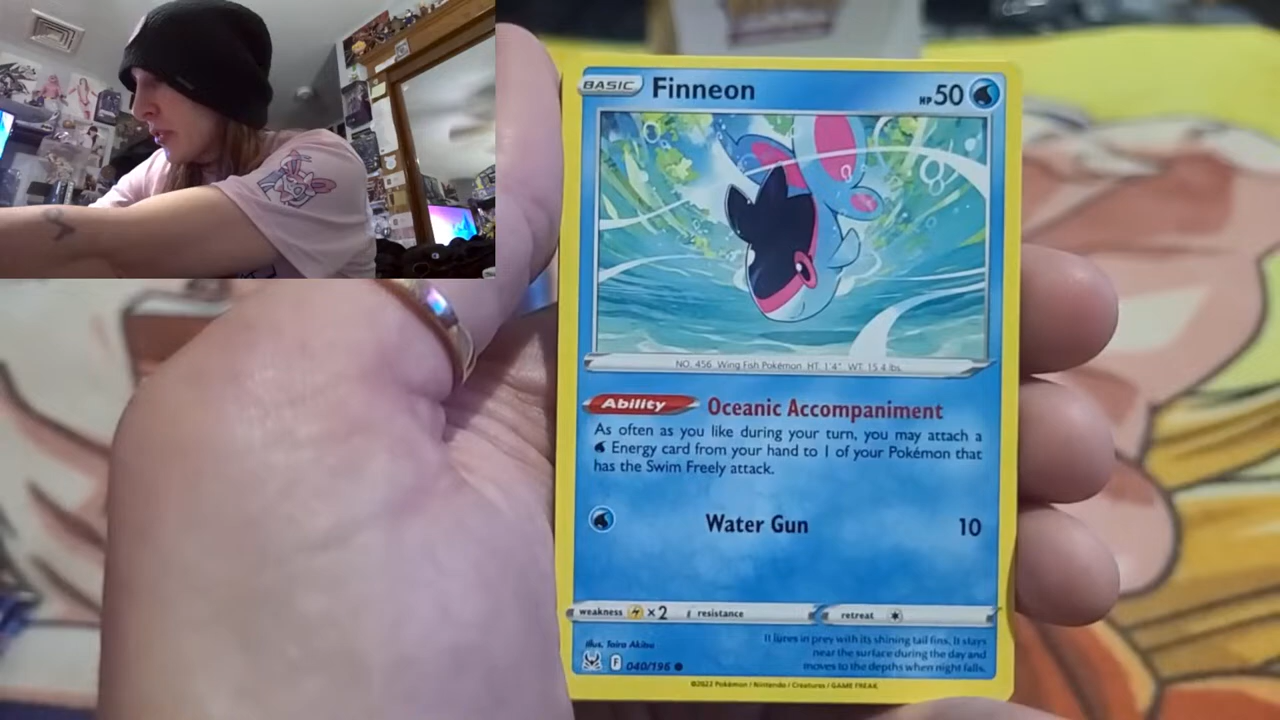 BASIC Finneon HP 50
NO. 456 Wing Fish Pokémon HT: 1'4" WT: 15.4 lbs.
Ability Oceanic Accompaniment
As often as you like during your turn, you may attach a
Energy card from your hand to 1 of your Pokémon that
has the Swim Freely attack.
Water Gun 10
weakness ×2 resistance retreat
Illus. Taira Akitsu
It lures in prey with its shining tail fins. It stays
near the surface during the day and
moves to the depths when night falls.
F 040/196
©2022 Pokémon / Nintendo / Creatures / GAME FREAK